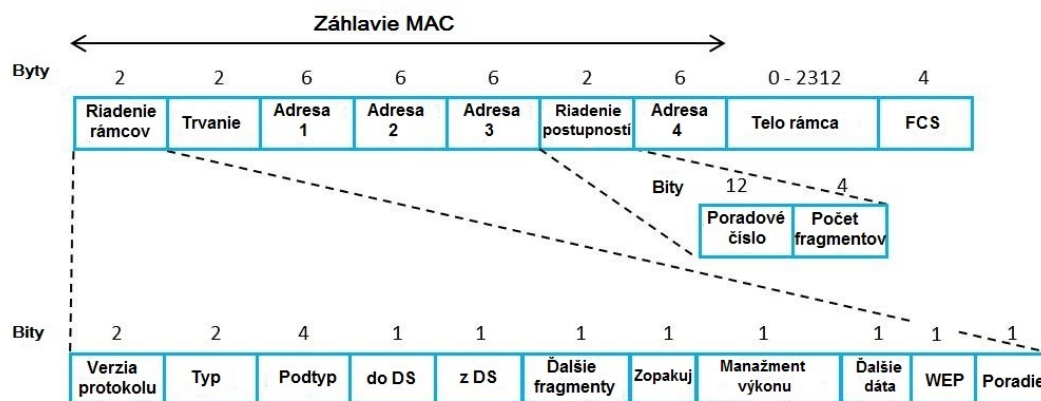 Záhlavie MAC
Byty 2 2 6 6 6 2 6 0 - 2312 4
Riadenie rámcov Trvanie Adresa 1 Adresa 2 Adresa 3 Riadenie postupností Adresa 4 Telo rámca FCS
Bity 12 4
Poradové číslo Počet fragmentov
Bity 2 2 4 1 1 1 1 1 1 1 1
Verzia protokolu Typ Podtyp do DS z DS Ďalšie fragmenty Zopakuj Manažment výkonu Ďalšie dáta WEP Poradie